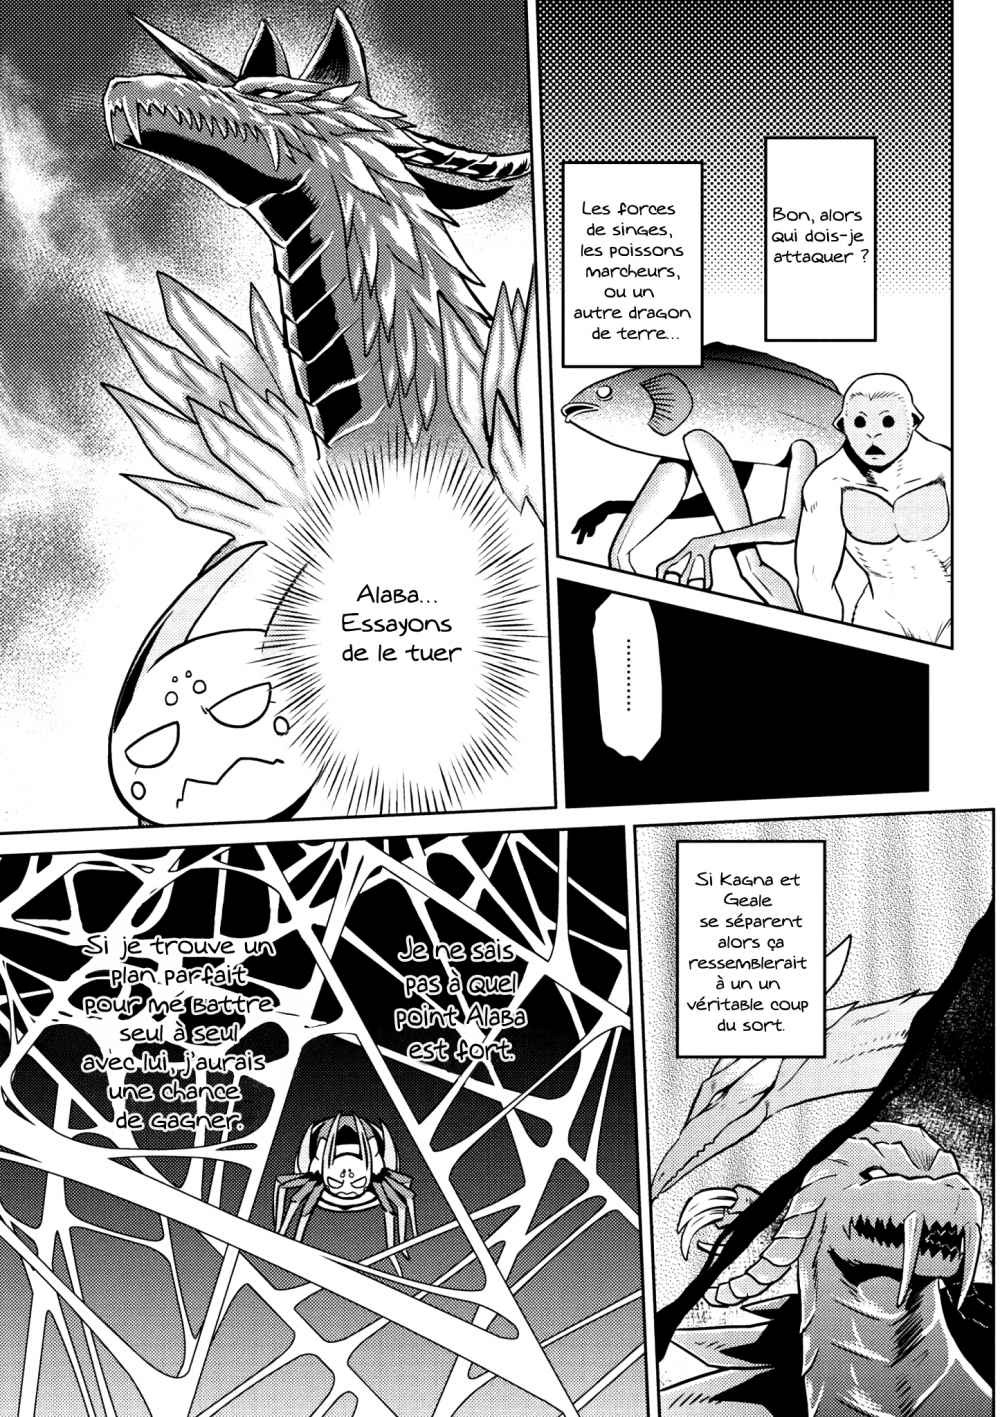 Bon, alors
qui dois-je
attaquer ?
Les forces
de singes,
les poissons
marcheurs,
ou un
autre dragon
de terre...
.........
Alaba...
Essayons
de le tuer
Si Kagna et
Geale
se séparent
alors ça
ressemblerait
à un un
véritable coup
du sort.
Je ne sais
pas à quel
point Alaba
est fort.
Si je trouve un
plan parfait
pour me battre
seul à seul
avec lui, j'aurais
une chance
de gagner.